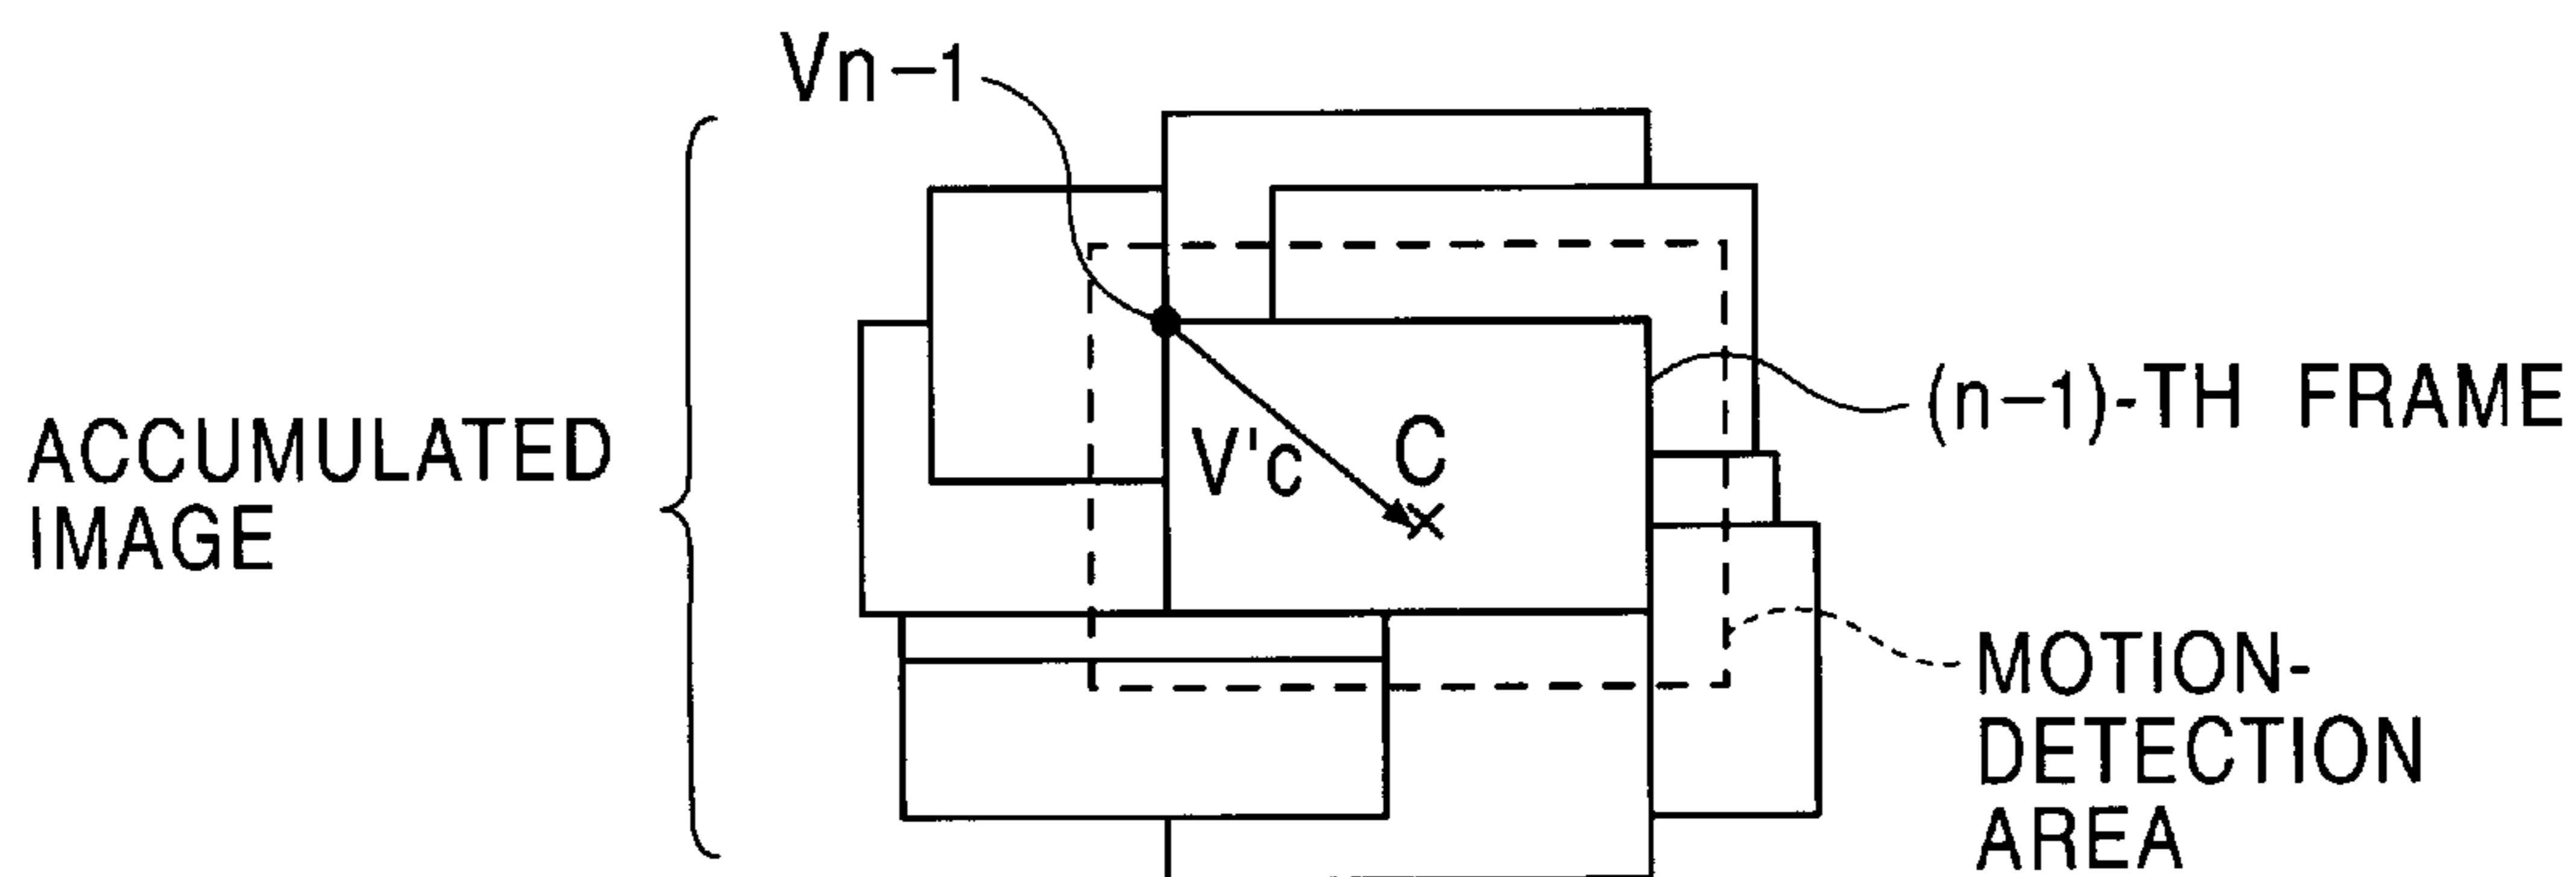 Vn−1
ACCUMULATED
IMAGE
V'c
C
(n−1)-TH FRAME
MOTION-
DETECTION
AREA